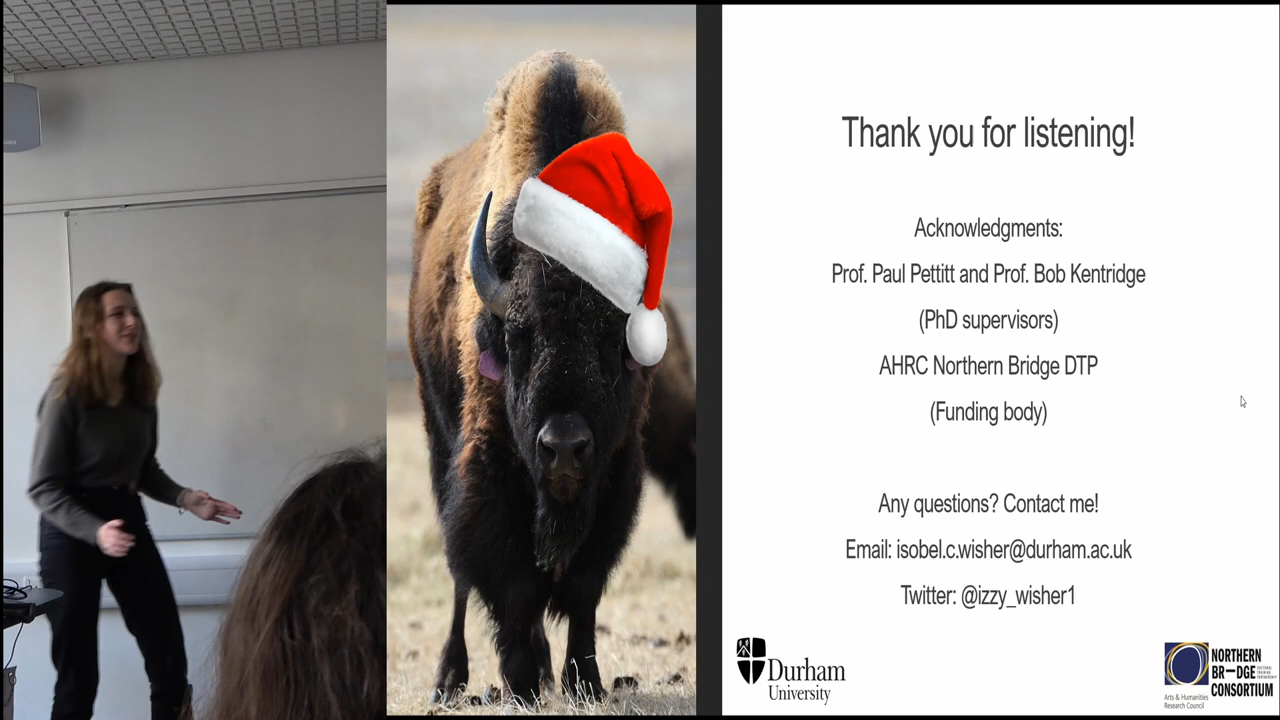 Thank you for listening!
Acknowledgments:
Prof. Paul Pettitt and Prof. Bob Kentridge
(PhD supervisors)
AHRC Northern Bridge DTP
(Funding body)
Any questions? Contact me!
Email: isobel.c.wisher@durham.ac.uk
Twitter: @izzy_wisher1
Durham
University
Arts & Humanities
Research Council
NORTHERN
BR—DGE
CONSORTIUM